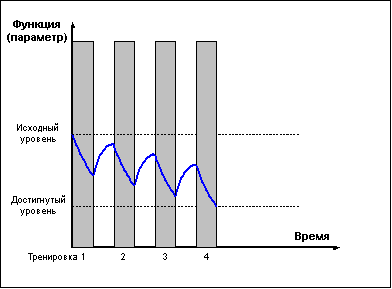 Функция
(параметр)
Исходный
уровень
Достигнутый
уровень
Время
Тренировка 1 2 3 4